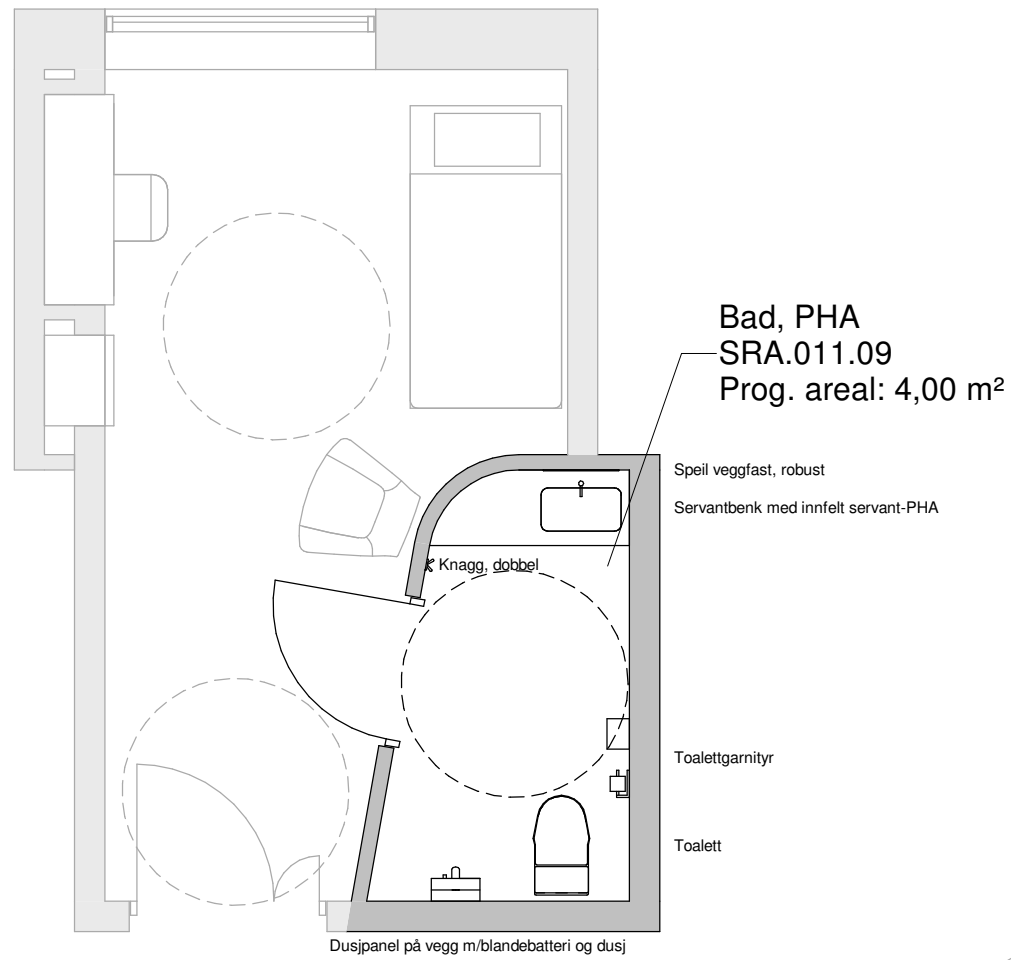 Bad, PHA
SRA.011.09
Prog. areal: 4,00 m²
Speil veggfast, robust
Servantbenk med innfelt servant-PHA
Knagg, dobbel
Toalettgarnityr
Toalett
Dusjpanel på vegg m/blandebatteri og dusj